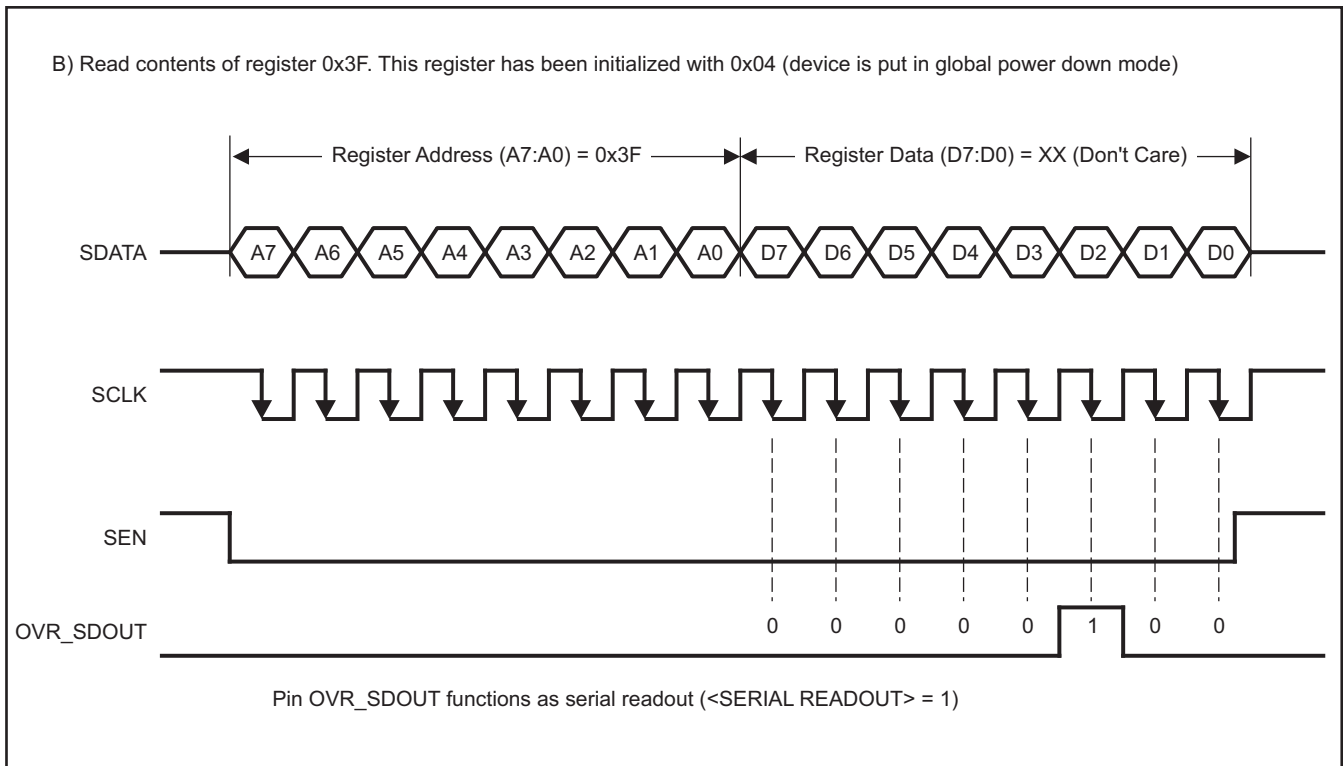 B) Read contents of register 0x3F. This register has been initialized with 0x04 (device is put in global power down mode)
Register Address (A7:A0) = 0x3F Register Data (D7:D0) = XX (Don't Care)
SDATA A7 A6 A5 A4 A3 A2 A1 A0 D7 D6 D5 D4 D3 D2 D1 D0
SCLK
SEN
OVR_SDOUT 0 0 0 0 0 1 0 0
Pin OVR_SDOUT functions as serial readout (<SERIAL READOUT> = 1)